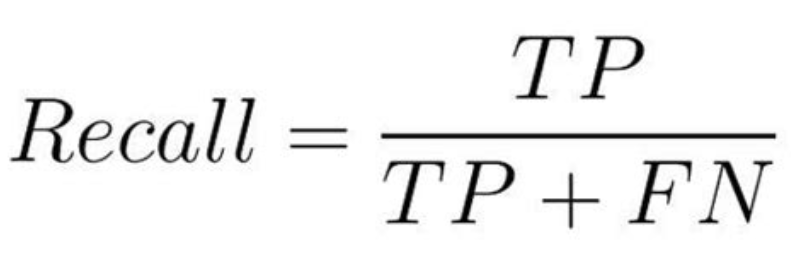 Recall = TP / TP + FN